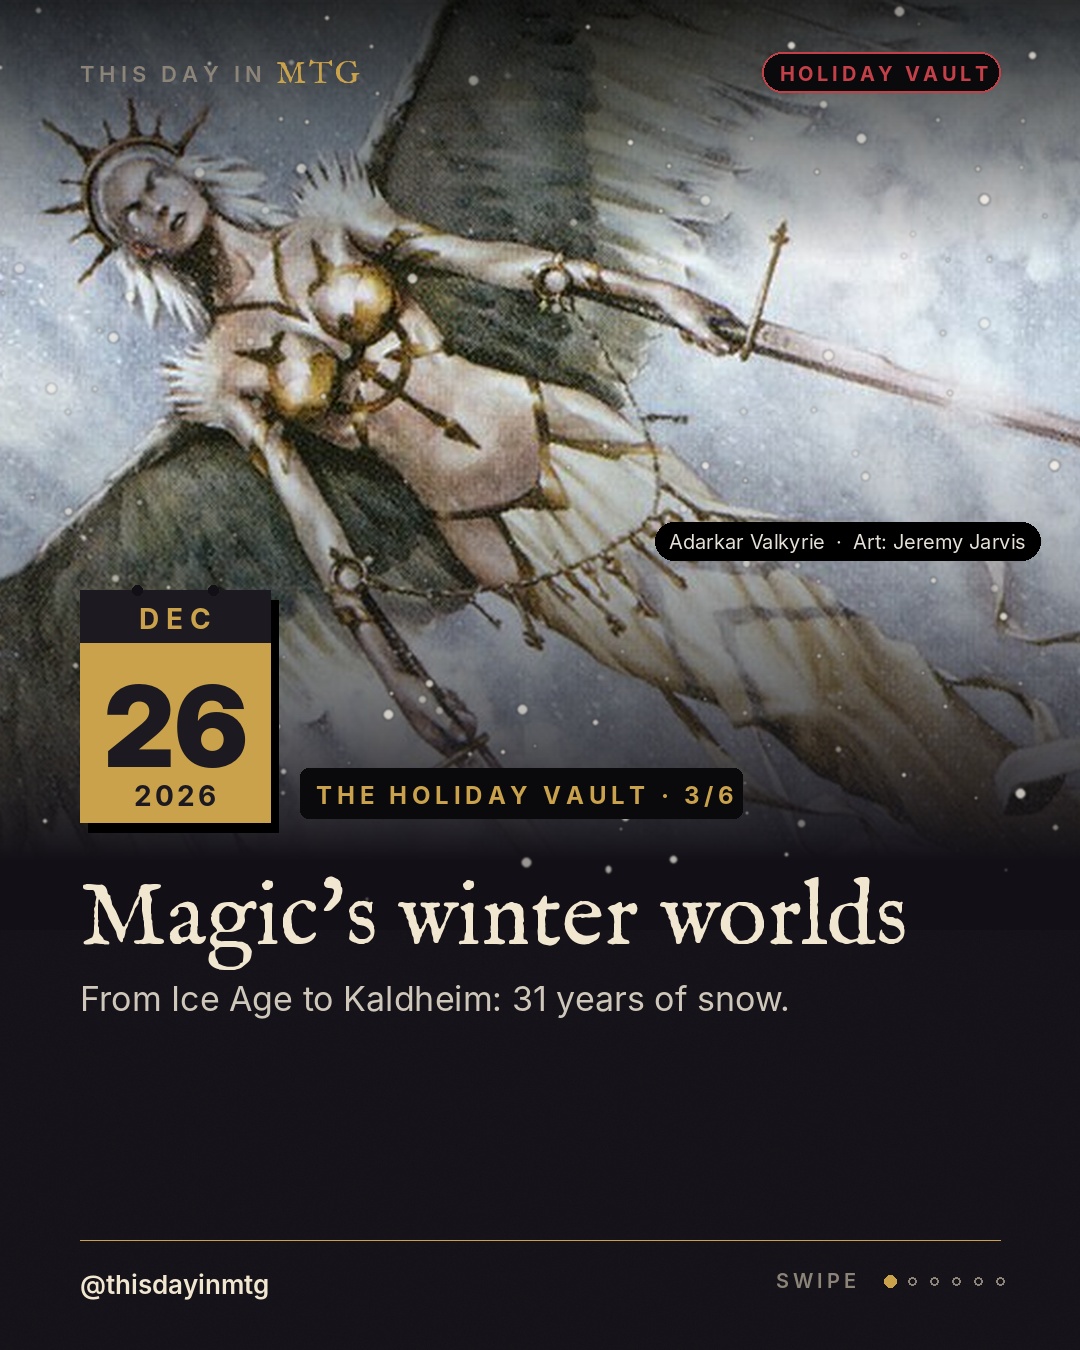 THIS DAY IN MTG
HOLIDAY VAULT
Adarkar Valkyrie · Art: Jeremy Jarvis
DEC
26
2026
THE HOLIDAY VAULT · 3/6
Magic’s winter worlds
From Ice Age to Kaldheim: 31 years of snow.
@thisdayinmtg
SWIPE